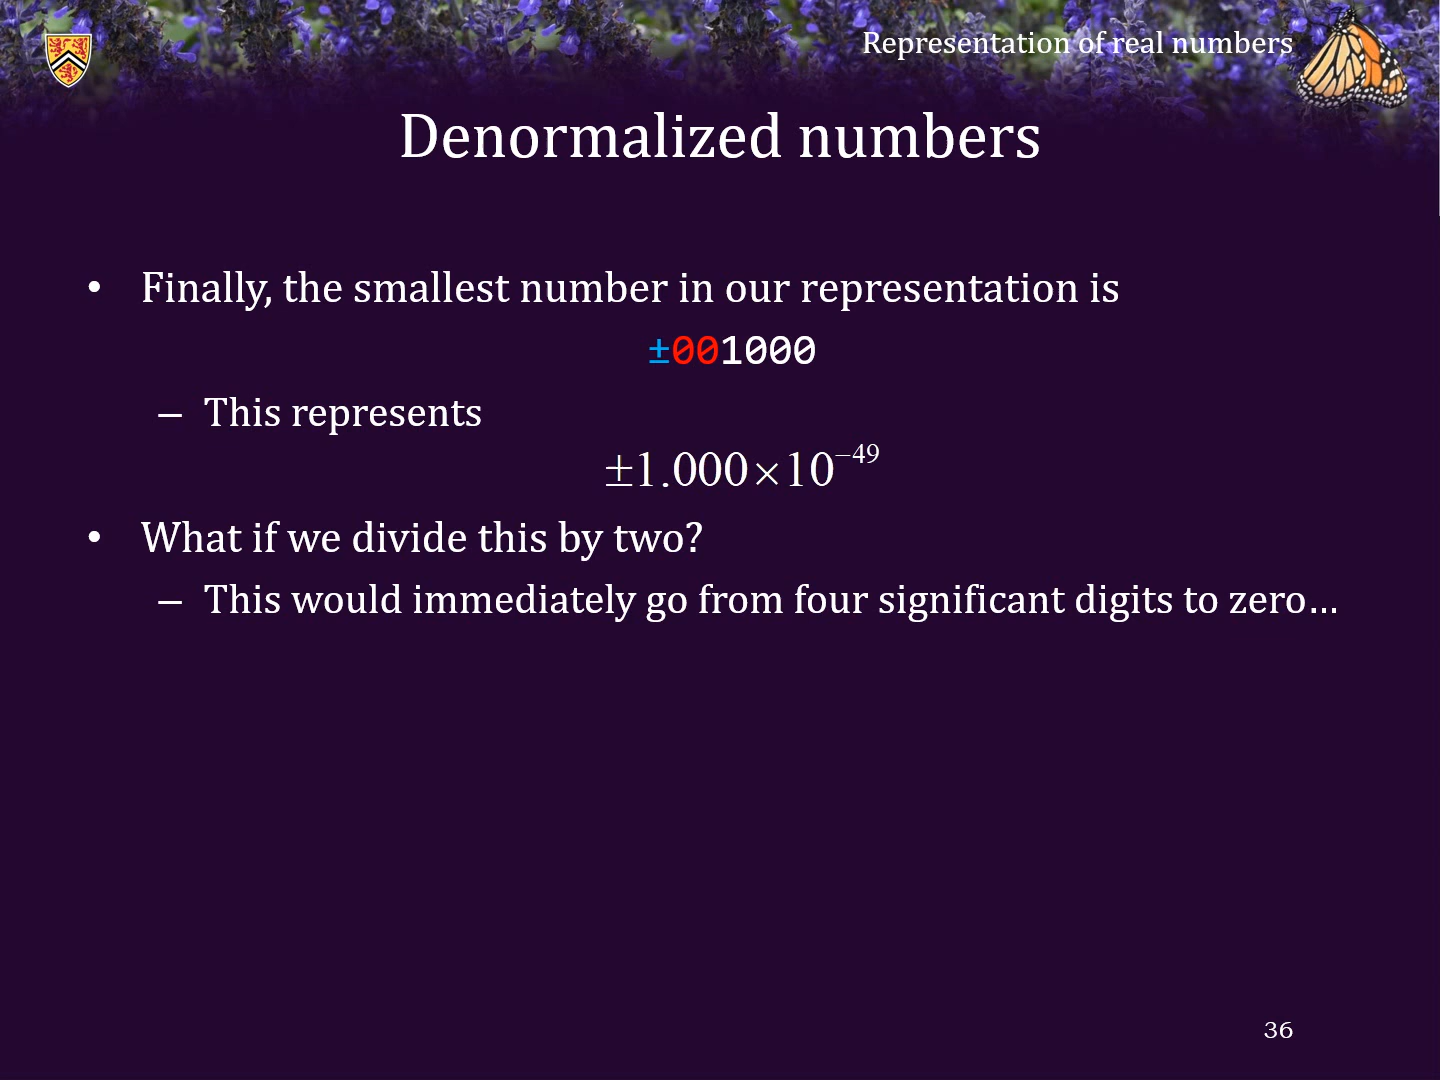 Representation of real numbers
Denormalized numbers
• Finally, the smallest number in our representation is
±001000
– This represents
±1.000×10⁻⁴⁹
• What if we divide this by two?
– This would immediately go from four significant digits to zero…
36